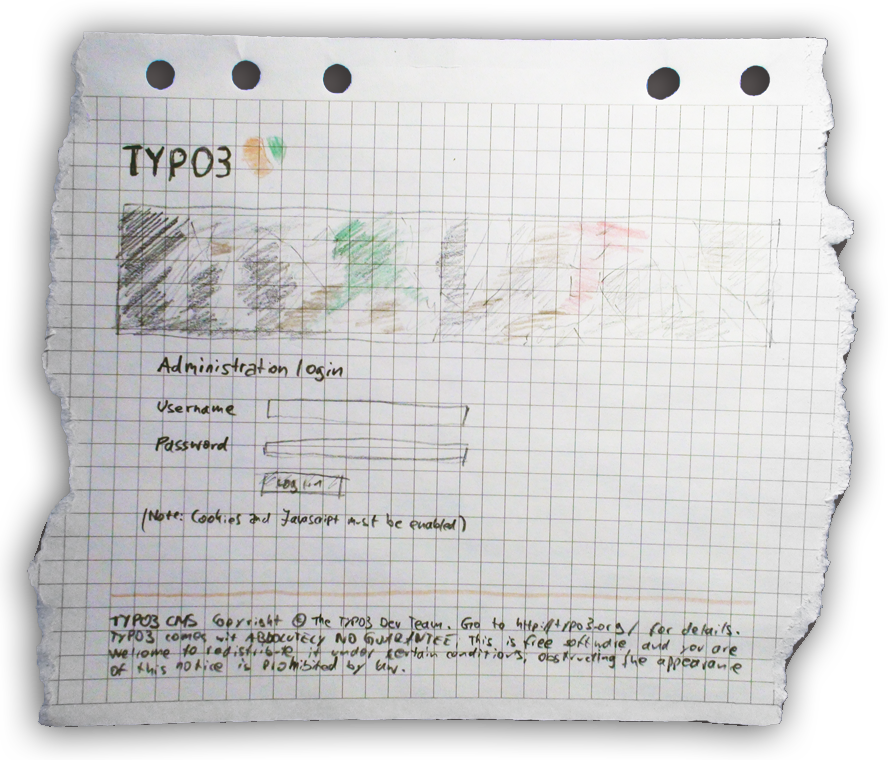 TYPO3
Administration login
Username
Password
Log in
(Note: Cookies and Javascript must be enabled)
TYPO3 CMS Copyright © The TYPO3 Dev Team. Go to http://typo3.org/ for details.
TYPO3 comes wit ABSOLUTELY NO GUARANTEE; This is free software, and you are
welcome to redistribute it under certain conditions; obstructing the appearance
of this notice is prohibited by law.